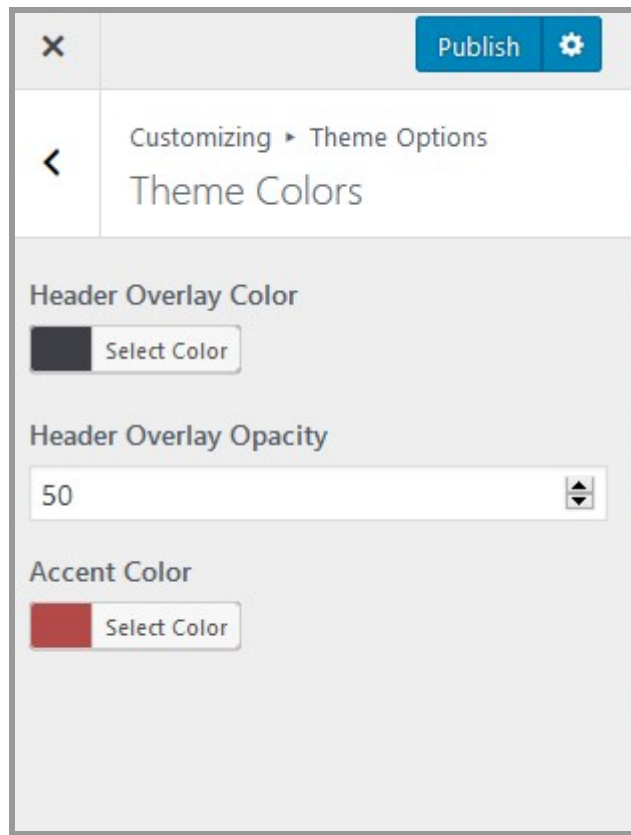 Publish
Customizing ▸ Theme Options
Theme Colors
Header Overlay Color
Select Color
Header Overlay Opacity
50
Accent Color
Select Color